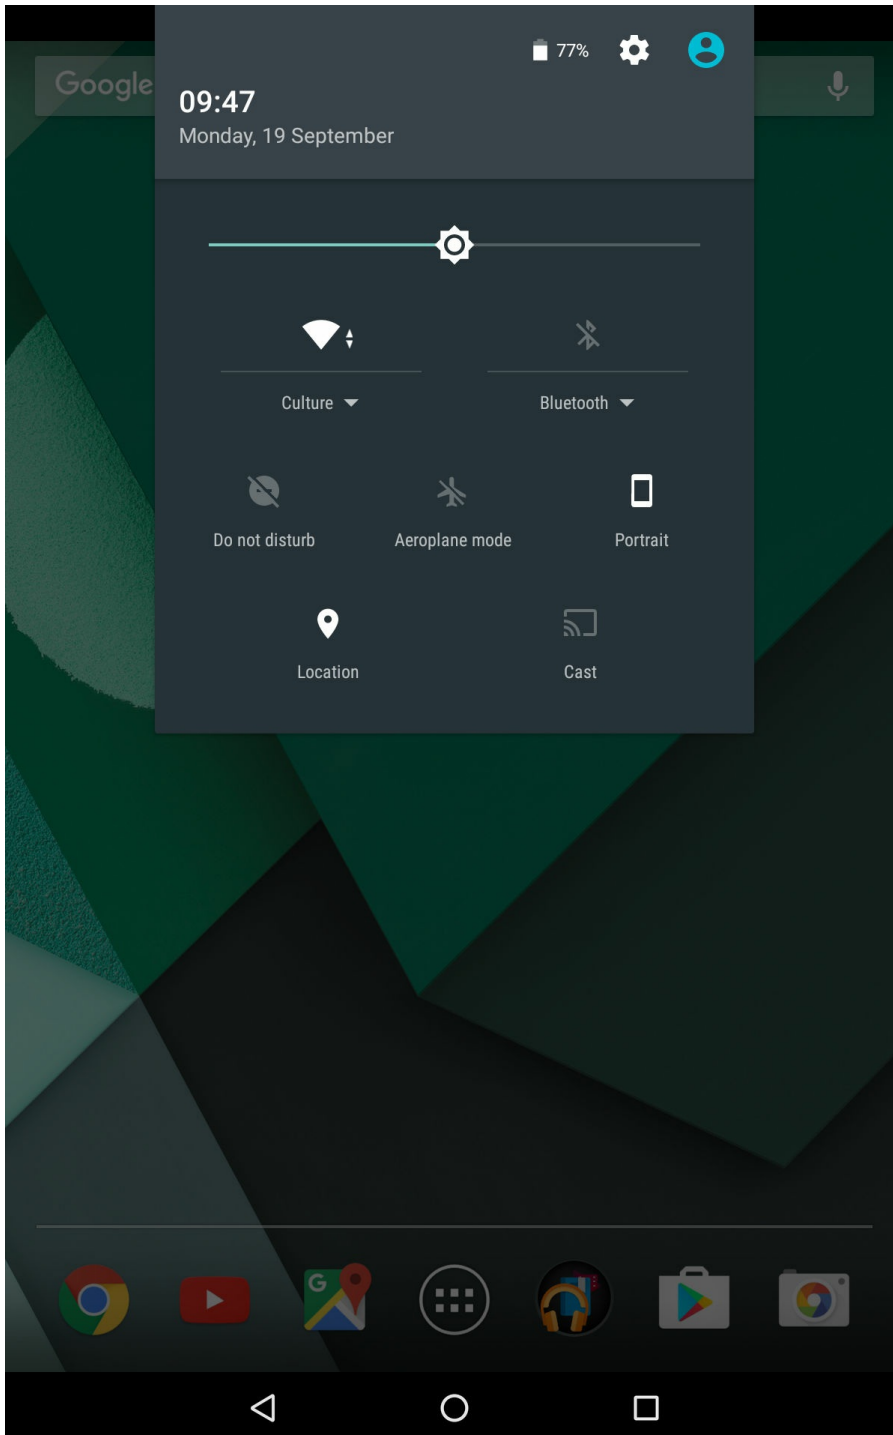 77%
Google
09:47
Monday, 19 September
Culture
Bluetooth
Do not disturb Aeroplane mode Portrait
Location Cast
G